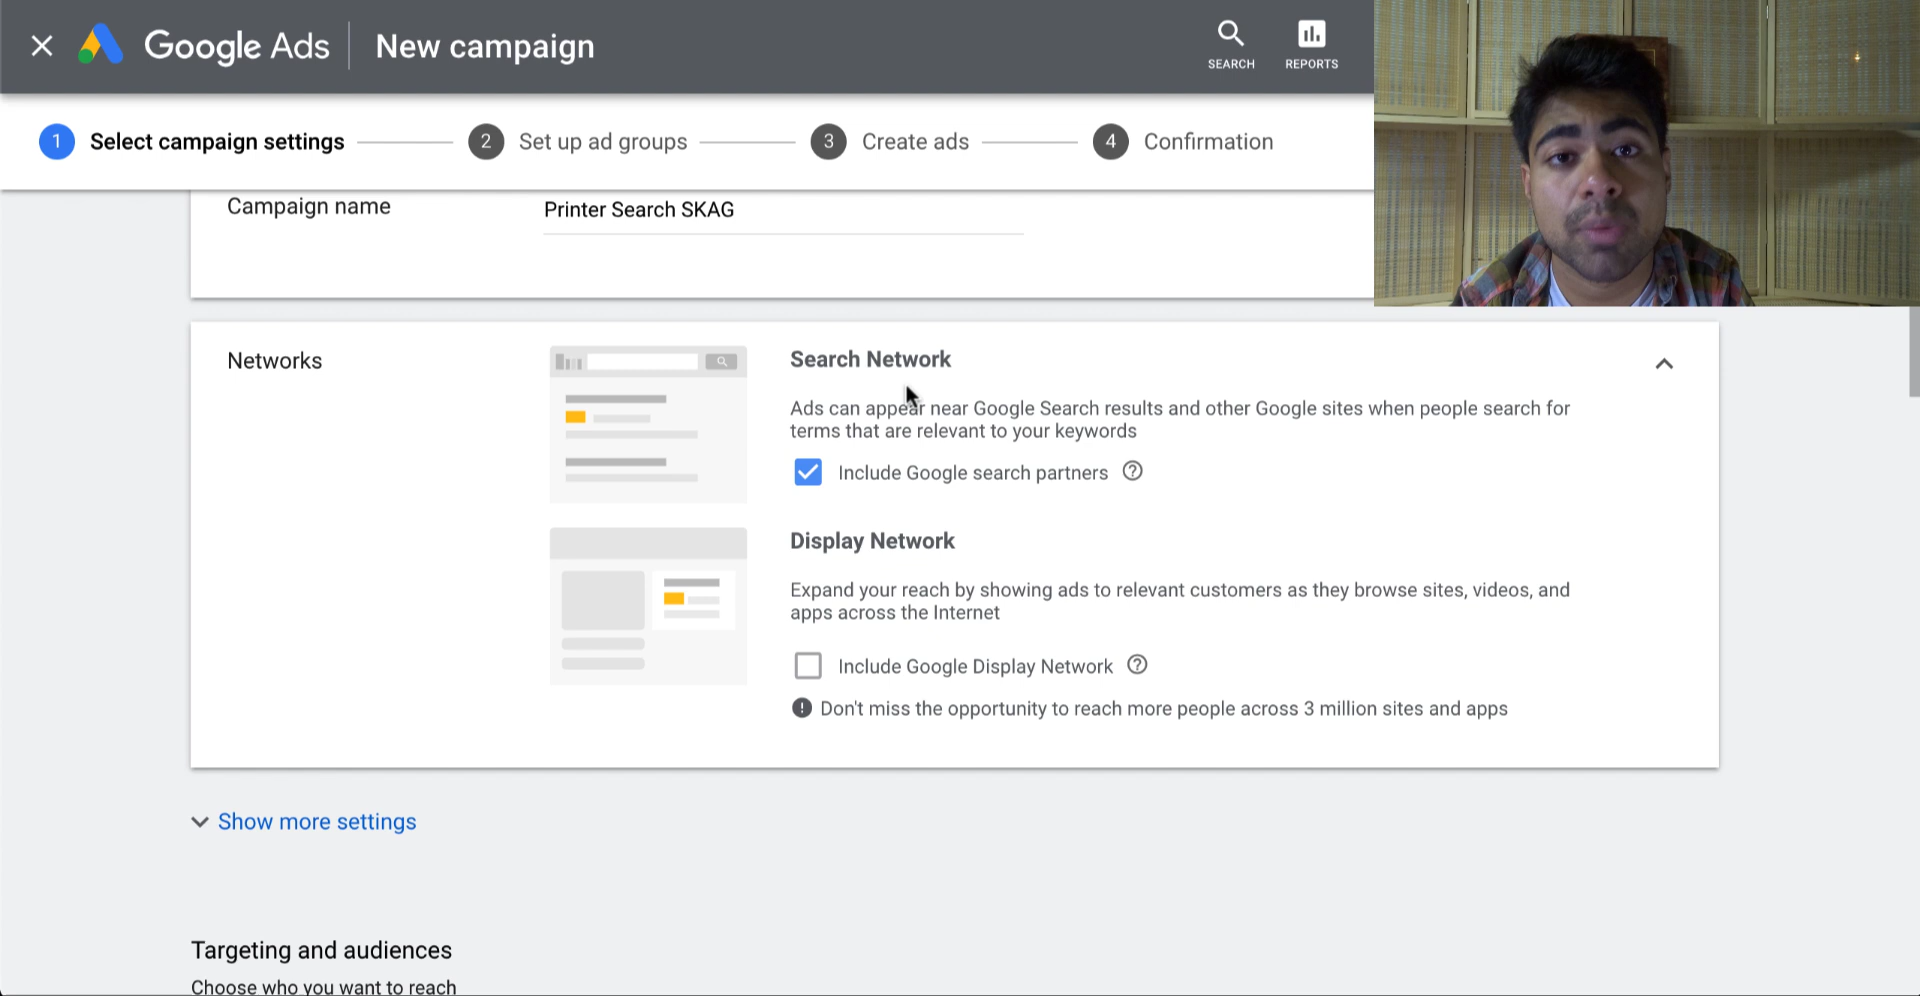 Google Ads
New campaign
SEARCH
REPORTS
1 Select campaign settings
2 Set up ad groups
3 Create ads
4 Confirmation
Campaign name
Printer Search SKAG
Networks
Search Network
Ads can appear near Google Search results and other Google sites when people search for
terms that are relevant to your keywords
Include Google search partners
Display Network
Expand your reach by showing ads to relevant customers as they browse sites, videos, and
apps across the Internet
Include Google Display Network
Don't miss the opportunity to reach more people across 3 million sites and apps
Show more settings
Targeting and audiences
Choose who you want to reach